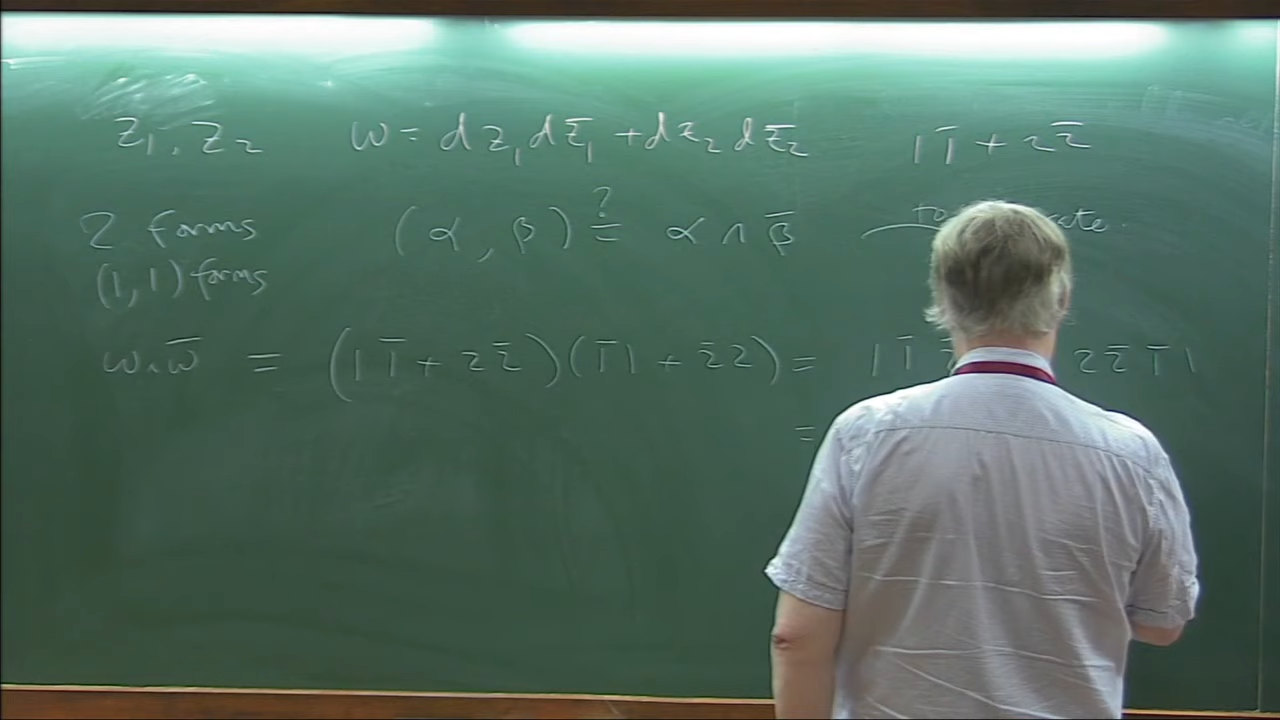 z₁, z₂ ω = dz₁dz̄₁ + dz₂dz̄₂ 1 1̄ + 2 2̄
2 forms (α, β) ≟ α ∧ β̄
(1,1) forms
ω∧ω̄ = (1 1̄ + 2 2̄)(1̄ 1 + 2̄ 2) = 1 1̄ 2 2̄ 1̄ 1
=